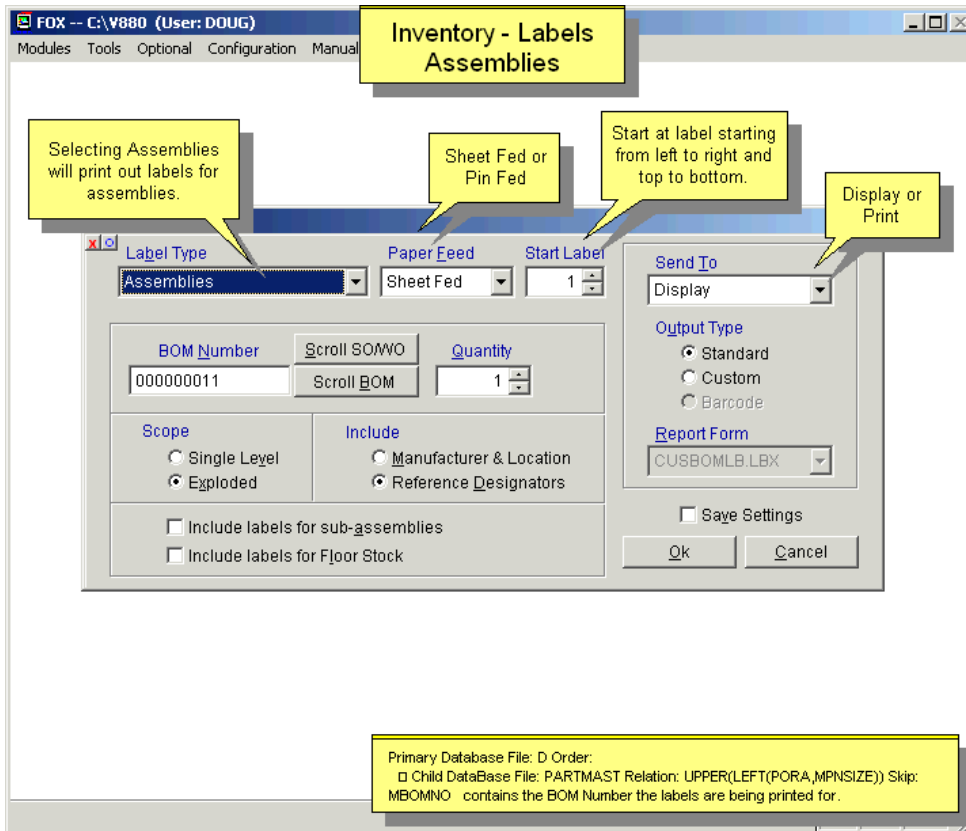 FOX -- C:\V880 (User: DOUG)
Modules Tools Optional Configuration Manual
Inventory - Labels
Assemblies
Selecting Assemblies
will print out labels for
assemblies.
Sheet Fed or
Pin Fed
Start at label starting
from left to right and
top to bottom.
Display or
Print
x
Label Type
Paper Feed
Start Label
Send To
Assemblies
Sheet Fed
1
Display
Output Type
BOM Number
Scroll SO/WO
Quantity
Standard
000000011
Scroll BOM
1
Custom
Barcode
Scope
Include
Report Form
Single Level
Manufacturer & Location
CUSBOMLB.LBX
Exploded
Reference Designators
Save Settings
Include labels for sub-assemblies
Include labels for Floor Stock
Ok
Cancel
Primary Database File: D Order:
Child DataBase File: PARTMAST Relation: UPPER(LEFT(PORA,MPNSIZE)) Skip:
MBOMNO contains the BOM Number the labels are being printed for.